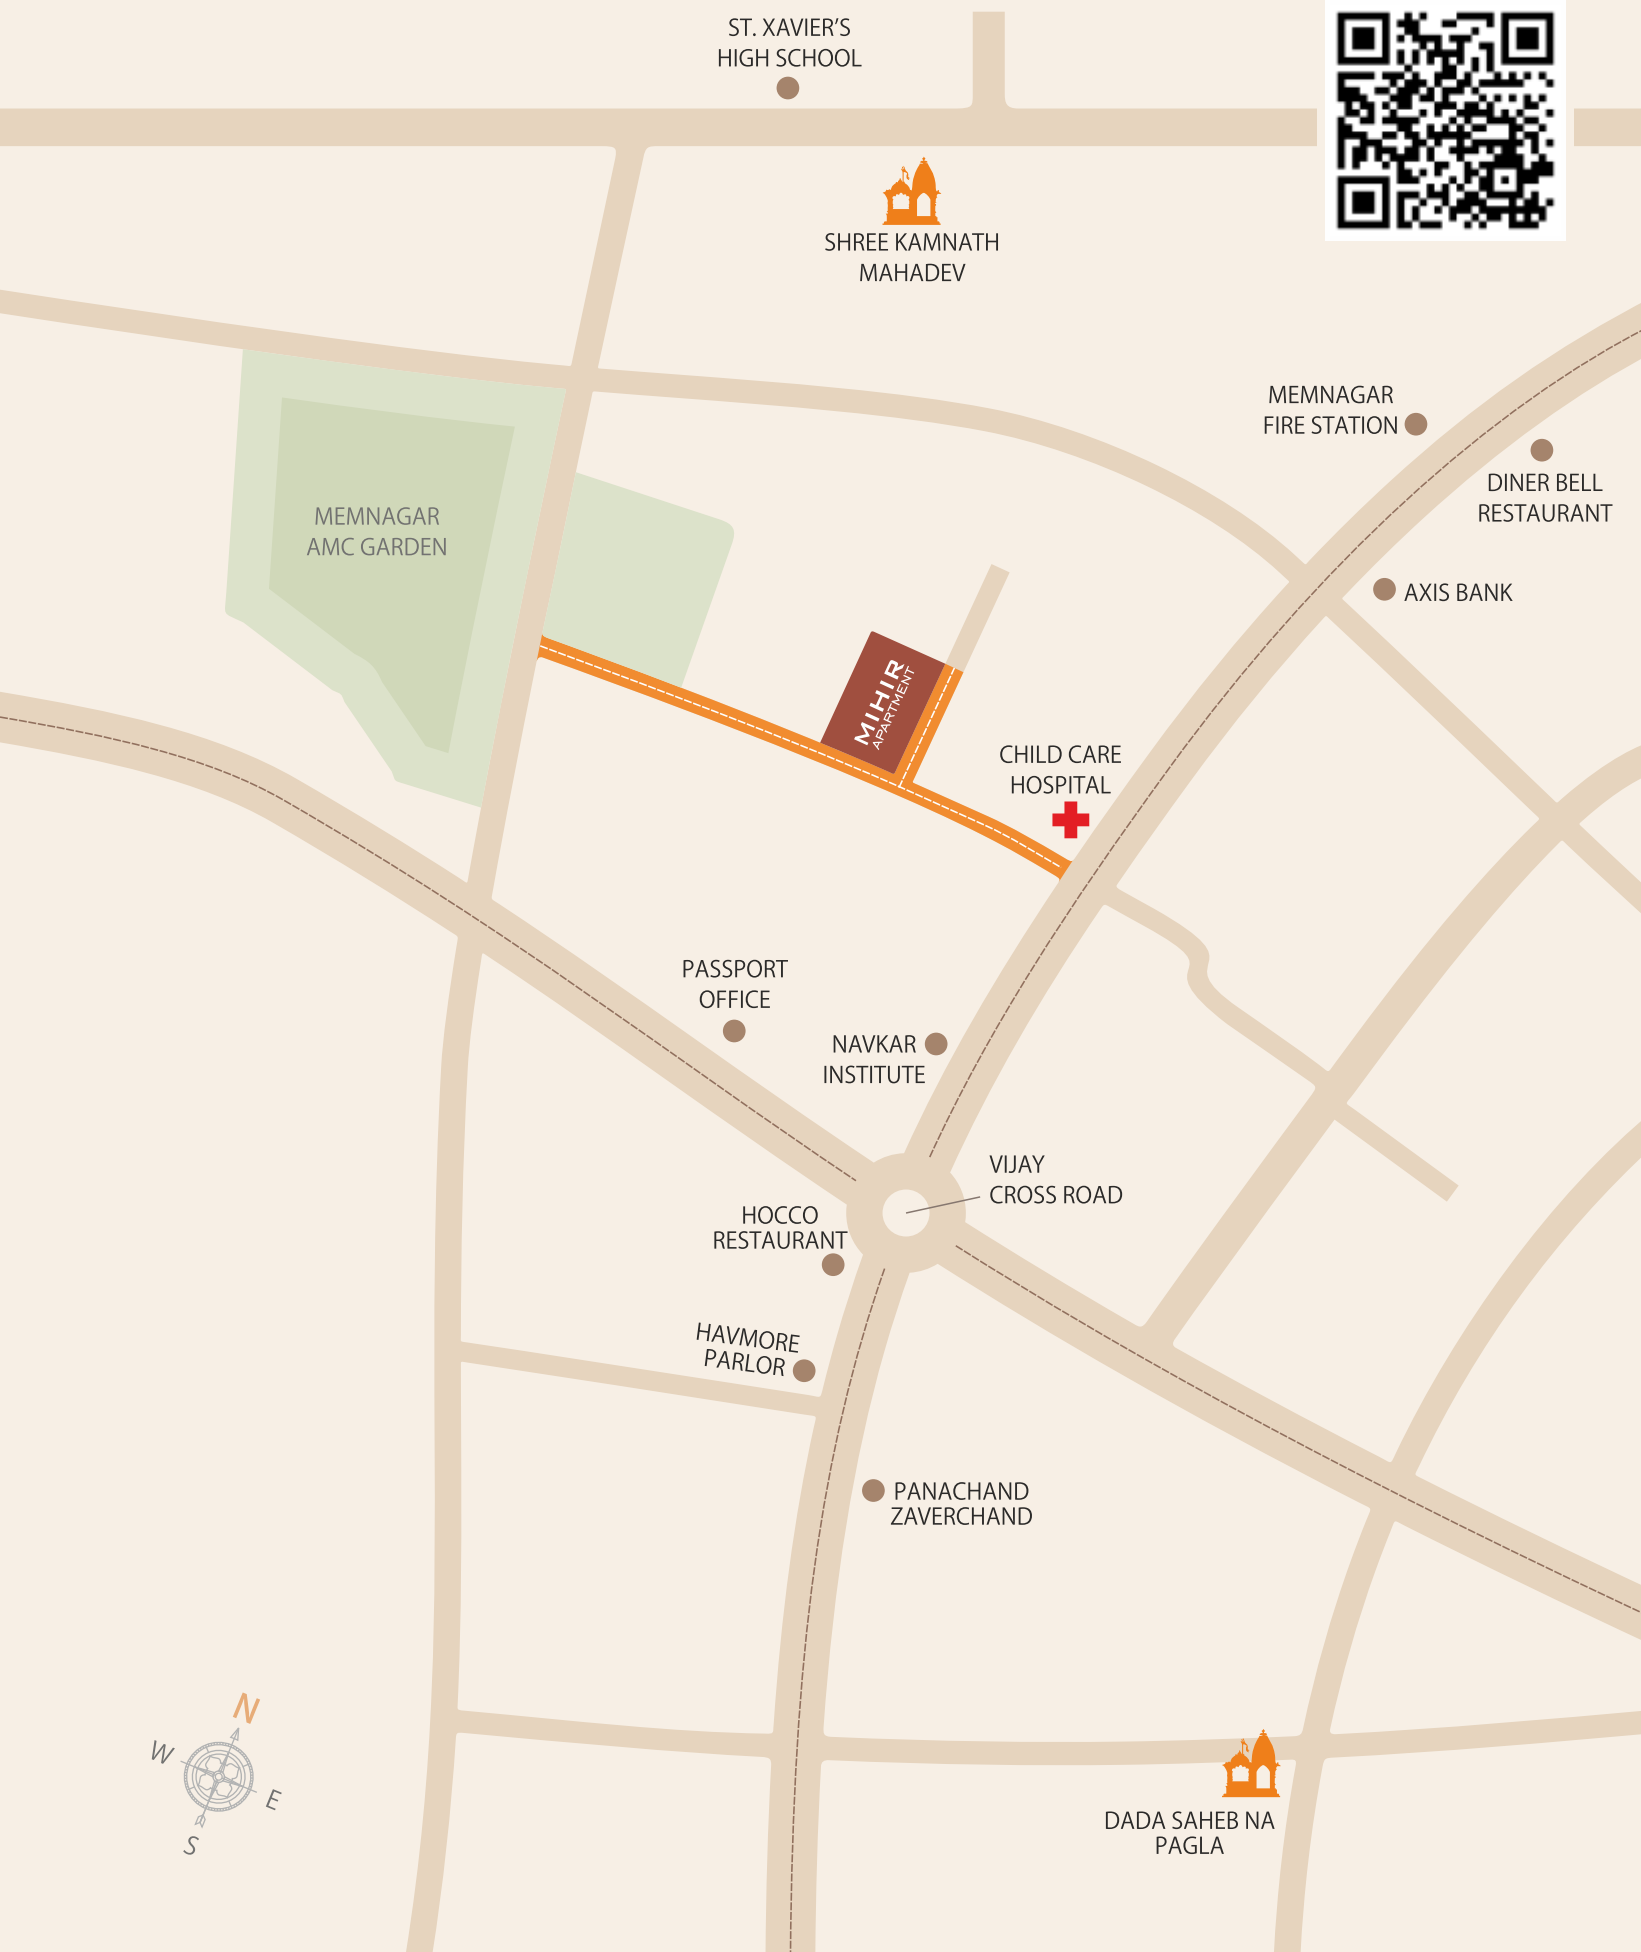 ST. XAVIER'S
HIGH SCHOOL
SHREE KAMNATH
MAHADEV
MEMNAGAR
FIRE STATION
DINER BELL
RESTAURANT
MEMNAGAR
AMC GARDEN
AXIS BANK
MIHIR
APARTMENT
CHILD CARE
HOSPITAL
PASSPORT
OFFICE
NAVKAR
INSTITUTE
VIJAY
CROSS ROAD
HOCCO
RESTAURANT
HAVMORE
PARLOR
PANACHAND
ZAVERCHAND
N
W
E
S
DADA SAHEB NA
PAGLA